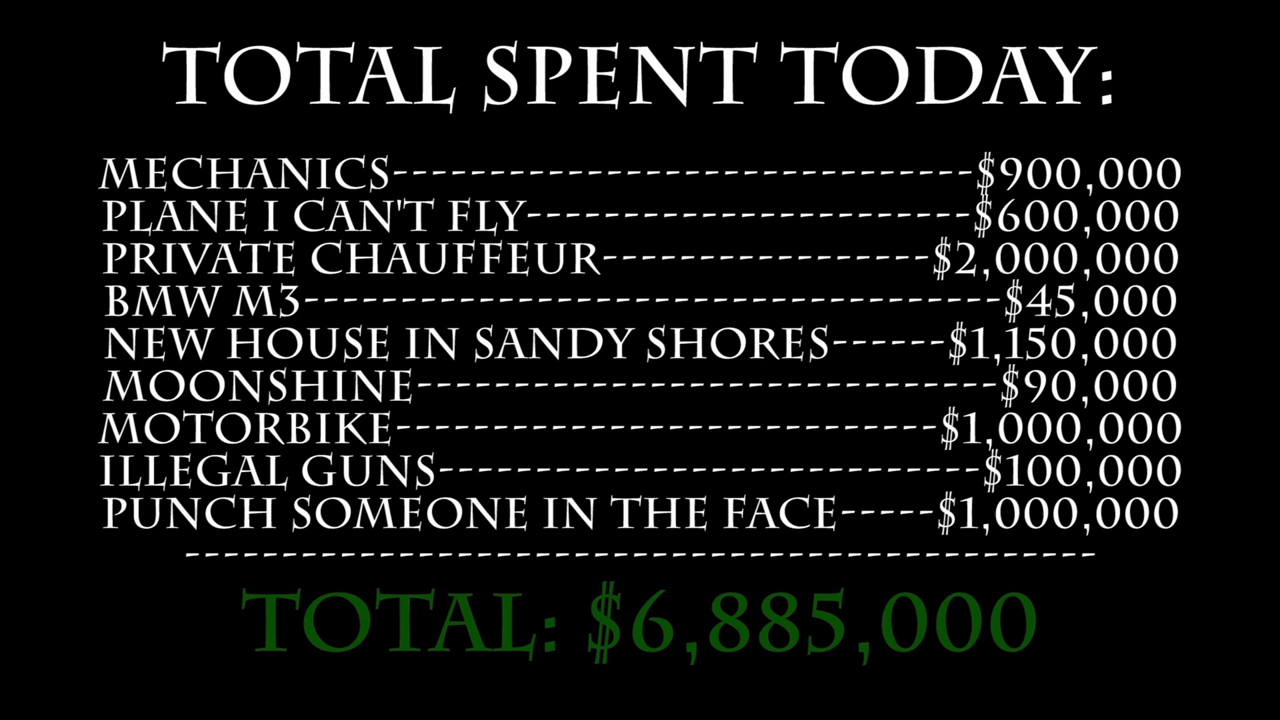 TOTAL SPENT TODAY:
MECHANICS------------------------------$900,000
PLANE I CAN'T FLY-----------------------$600,000
PRIVATE CHAUFFEUR-----------------$2,000,000
BMW M3------------------------------------$45,000
NEW HOUSE IN SANDY SHORES------$1,150,000
MOONSHINE------------------------------$90,000
MOTORBIKE----------------------------$1,000,000
ILLEGAL GUNS----------------------------$100,000
PUNCH SOMEONE IN THE FACE-----$1,000,000
-----------------------------------------------
TOTAL: $6,885,000